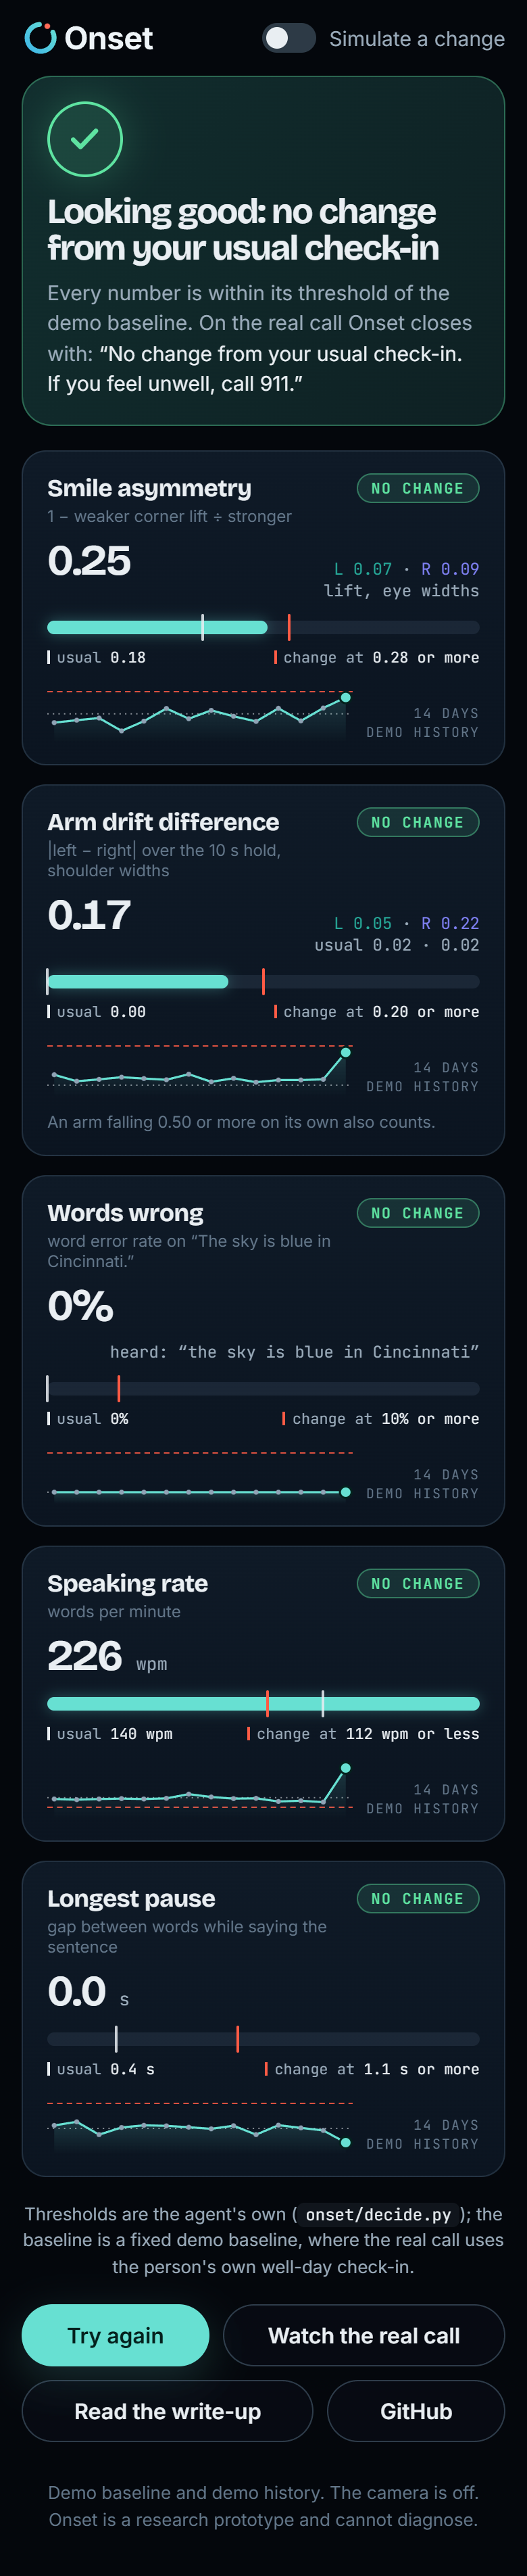 Onset
Simulate a change
Looking good: no change
from your usual check-in
Every number is within its threshold of the
demo baseline. On the real call Onset closes
with: “No change from your usual check-in.
If you feel unwell, call 911.”
Smile asymmetry
NO CHANGE
1 − weaker corner lift ÷ stronger
0.25
L 0.07 · R 0.09
lift, eye widths
usual 0.18
change at 0.28 or more
14 DAYS
DEMO HISTORY
Arm drift difference
NO CHANGE
|left − right| over the 10 s hold,
shoulder widths
0.17
L 0.05 · R 0.22
usual 0.02 · 0.02
usual 0.00
change at 0.20 or more
14 DAYS
DEMO HISTORY
An arm falling 0.50 or more on its own also counts.
Words wrong
NO CHANGE
word error rate on “The sky is blue in
Cincinnati.”
0%
heard: “the sky is blue in Cincinnati”
usual 0%
change at 10% or more
14 DAYS
DEMO HISTORY
Speaking rate
NO CHANGE
words per minute
226 wpm
usual 140 wpm
change at 112 wpm or less
14 DAYS
DEMO HISTORY
Longest pause
NO CHANGE
gap between words while saying the
sentence
0.0 s
usual 0.4 s
change at 1.1 s or more
14 DAYS
DEMO HISTORY
Thresholds are the agent's own (onset/decide.py); the
baseline is a fixed demo baseline, where the real call uses
the person's own well-day check-in.
Try again
Watch the real call
Read the write-up
GitHub
Demo baseline and demo history. The camera is off.
Onset is a research prototype and cannot diagnose.